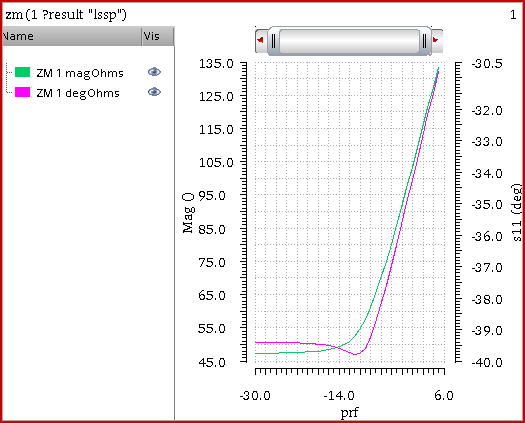 zm (1 ?result "lssp") 1
Name Vis
ZM 1 magOhms
ZM 1 degOhms
135.0
125.0
115.0
105.0
95.0
85.0
75.0
65.0
55.0
45.0
Mag ()
-30.5
-32.0
-33.0
-34.0
-35.0
-36.0
-37.0
-38.0
-39.0
-40.0
s11 (deg)
-30.0 -14.0 6.0
prf